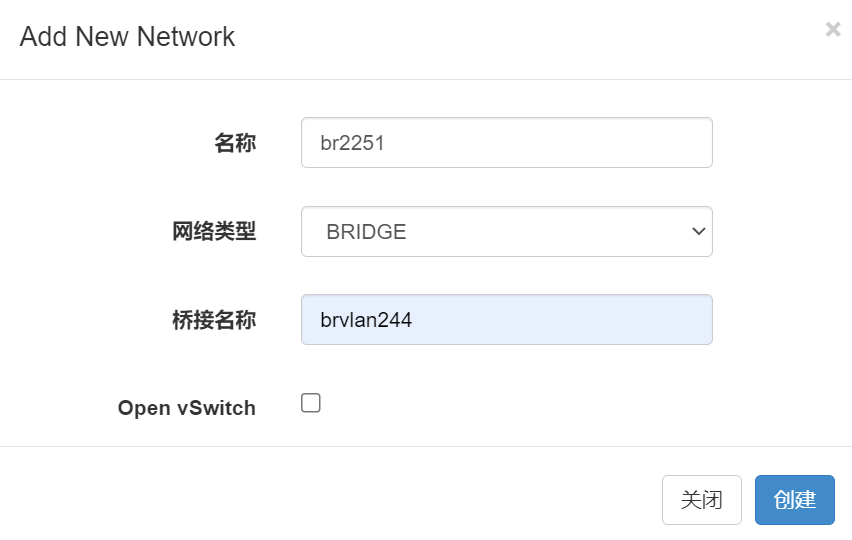 Add New Network
×
名称
br2251
网络类型
BRIDGE
桥接名称
brvlan244
Open vSwitch
关闭 创建